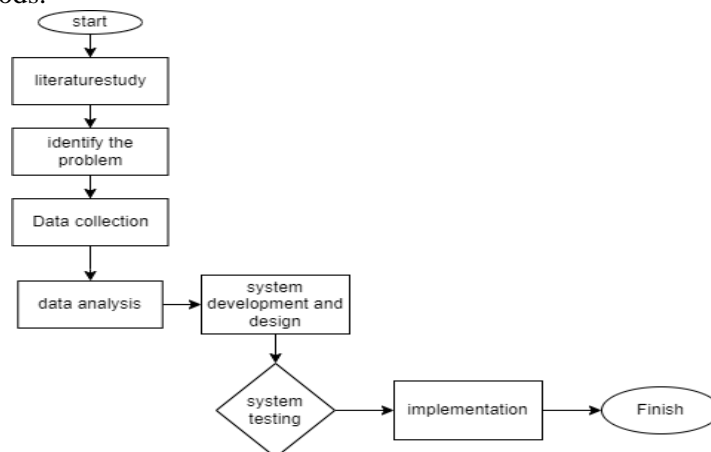 ods.
start
literaturestudy
identify the
problem
Data collection
data analysis
system
development and
design
system
testing
implementation
Finish